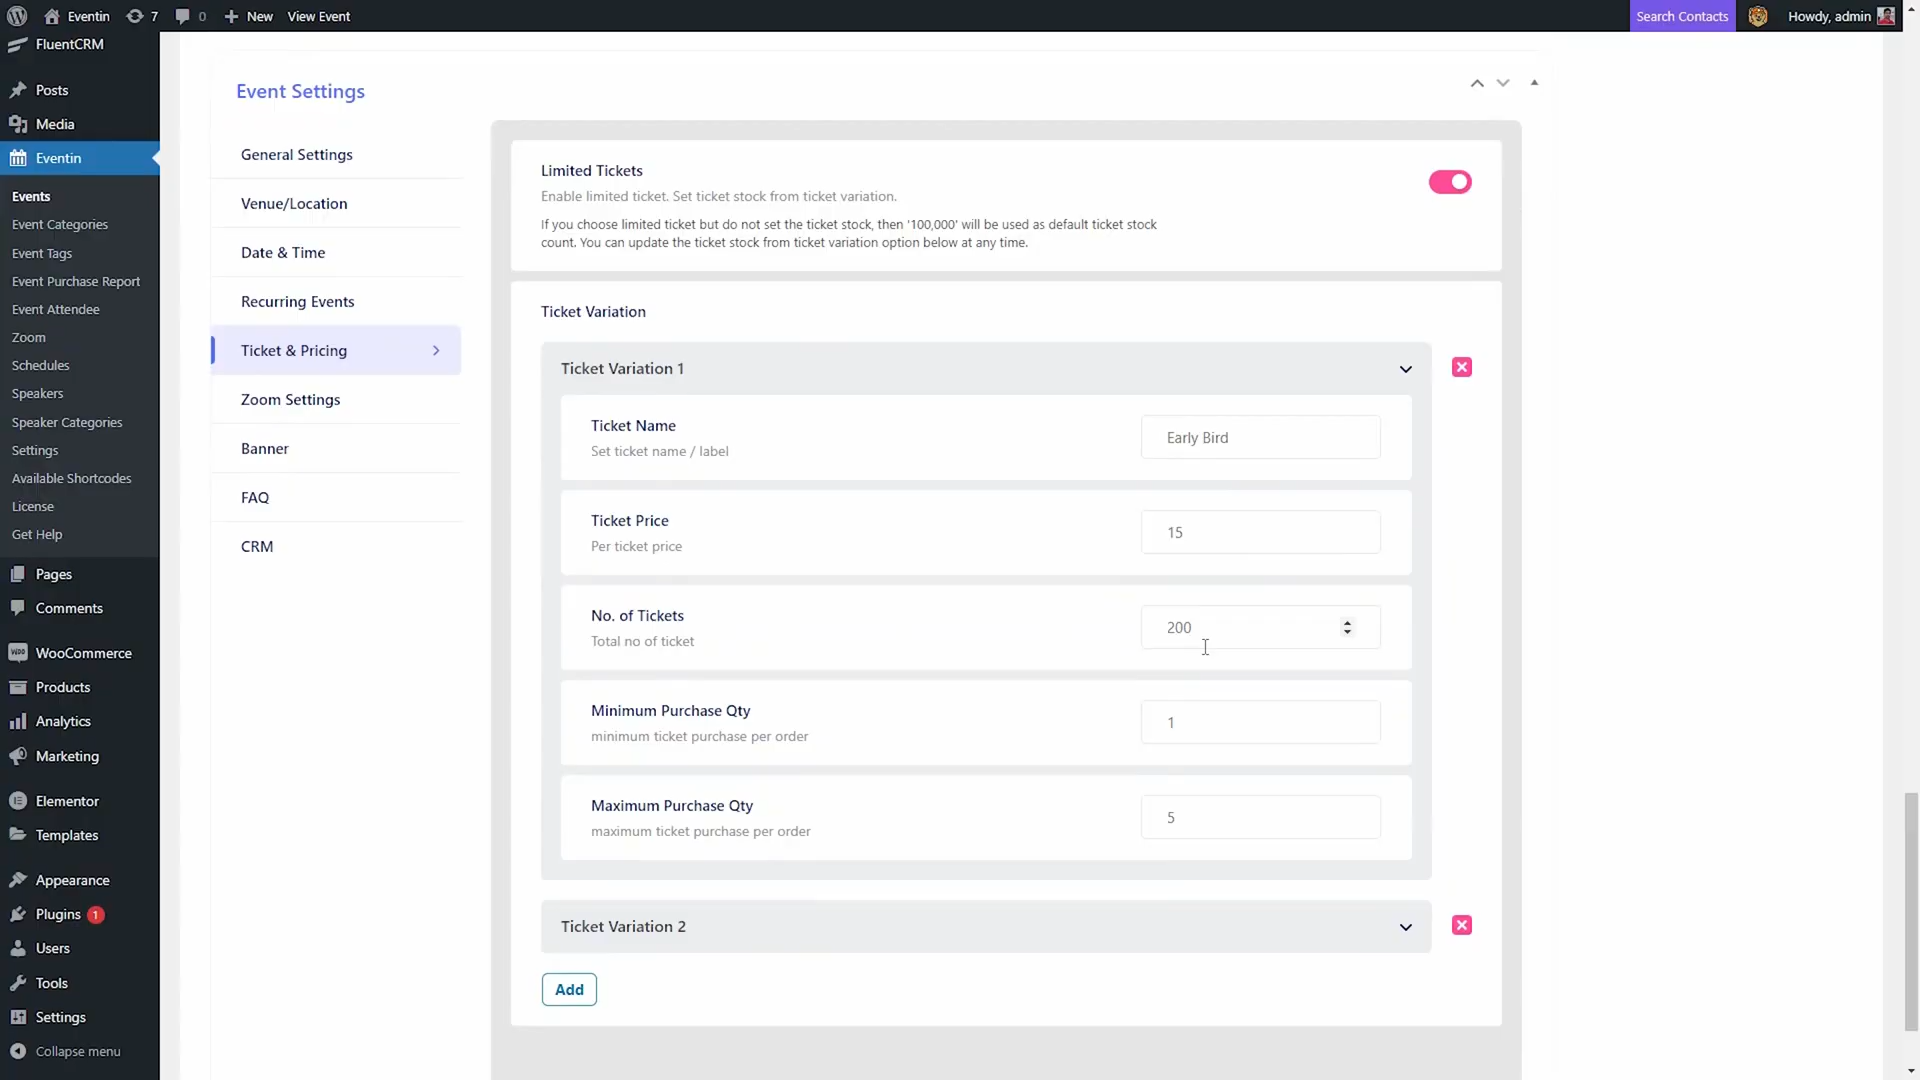 Eventin
7
0
New
View Event
Search Contacts
Howdy, admin
FluentCRM
Posts
Media
Eventin
Events
Event Categories
Event Tags
Event Purchase Report
Event Attendee
Zoom
Schedules
Speakers
Speaker Categories
Settings
Available Shortcodes
License
Get Help
Pages
Comments
WooCommerce
Products
Analytics
Marketing
Elementor
Templates
Appearance
Plugins 1
Users
Tools
Settings
Collapse menu
Event Settings
General Settings
Venue/Location
Date & Time
Recurring Events
Ticket & Pricing
Zoom Settings
Banner
FAQ
CRM
Limited Tickets
Enable limited ticket. Set ticket stock from ticket variation.
If you choose limited ticket but do not set the ticket stock, then '100,000' will be used as default ticket stock
count. You can update the ticket stock from ticket variation option below at any time.
Ticket Variation
Ticket Variation 1
Ticket Name
Set ticket name / label
Early Bird
Ticket Price
Per ticket price
15
No. of Tickets
Total no of ticket
200
Minimum Purchase Qty
minimum ticket purchase per order
1
Maximum Purchase Qty
maximum ticket purchase per order
5
Ticket Variation 2
Add